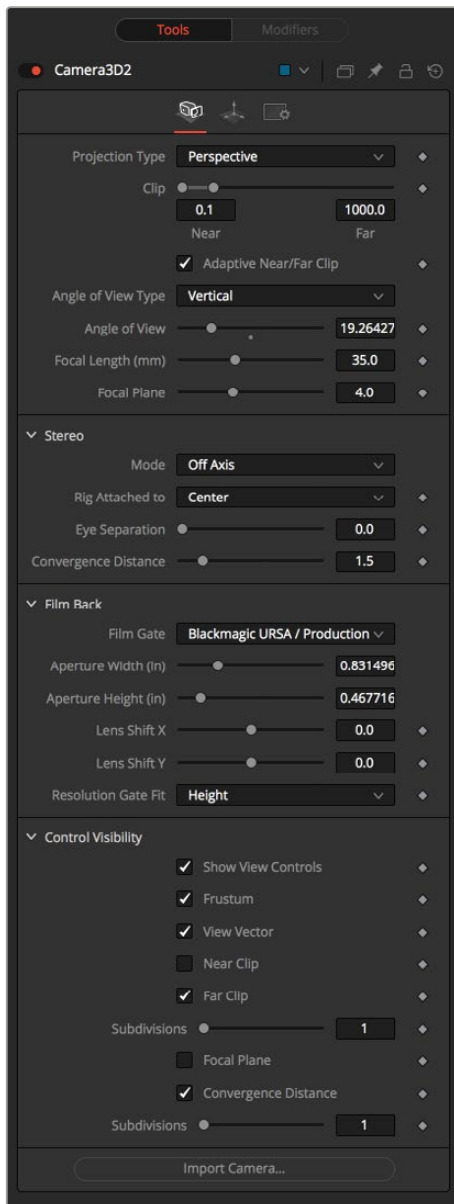 Tools Modifiers
Camera3D2
Projection Type Perspective
Clip
0.1 1000.0
Near Far
Adaptive Near/Far Clip
Angle of View Type Vertical
Angle of View 19.26427
Focal Length (mm) 35.0
Focal Plane 4.0
Stereo
Mode Off Axis
Rig Attached to Center
Eye Separation 0.0
Convergence Distance 1.5
Film Back
Film Gate Blackmagic URSA / Production
Aperture Width (in) 0.831496
Aperture Height (in) 0.467716
Lens Shift X 0.0
Lens Shift Y 0.0
Resolution Gate Fit Height
Control Visibility
Show View Controls
Frustum
View Vector
Near Clip
Far Clip
Subdivisions 1
Focal Plane
Convergence Distance
Subdivisions 1
Import Camera...